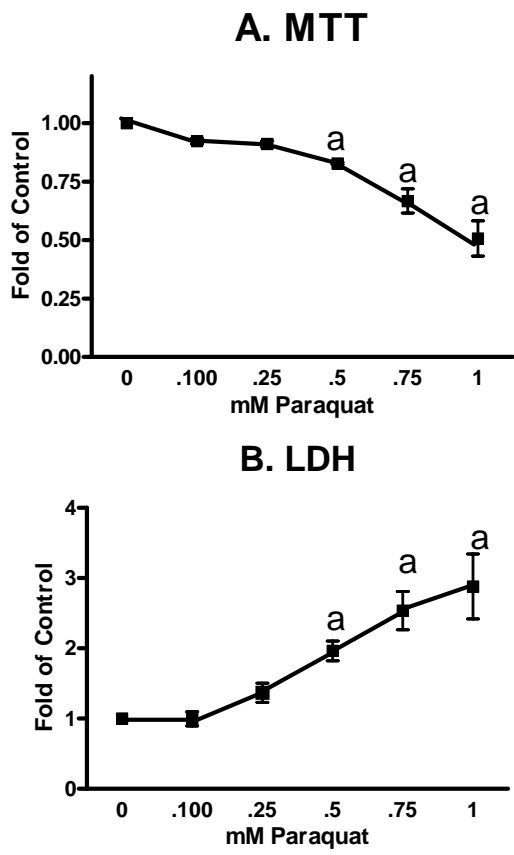 A. MTT
1.00
0.75
0.50
0.25
0.00
Fold of Control
a
a
a
0 .100 .25 .5 .75 1
mM Paraquat
B. LDH
4
3
2
1
0
Fold of Control
a
a
a
0 .100 .25 .5 .75 1
mM Paraquat